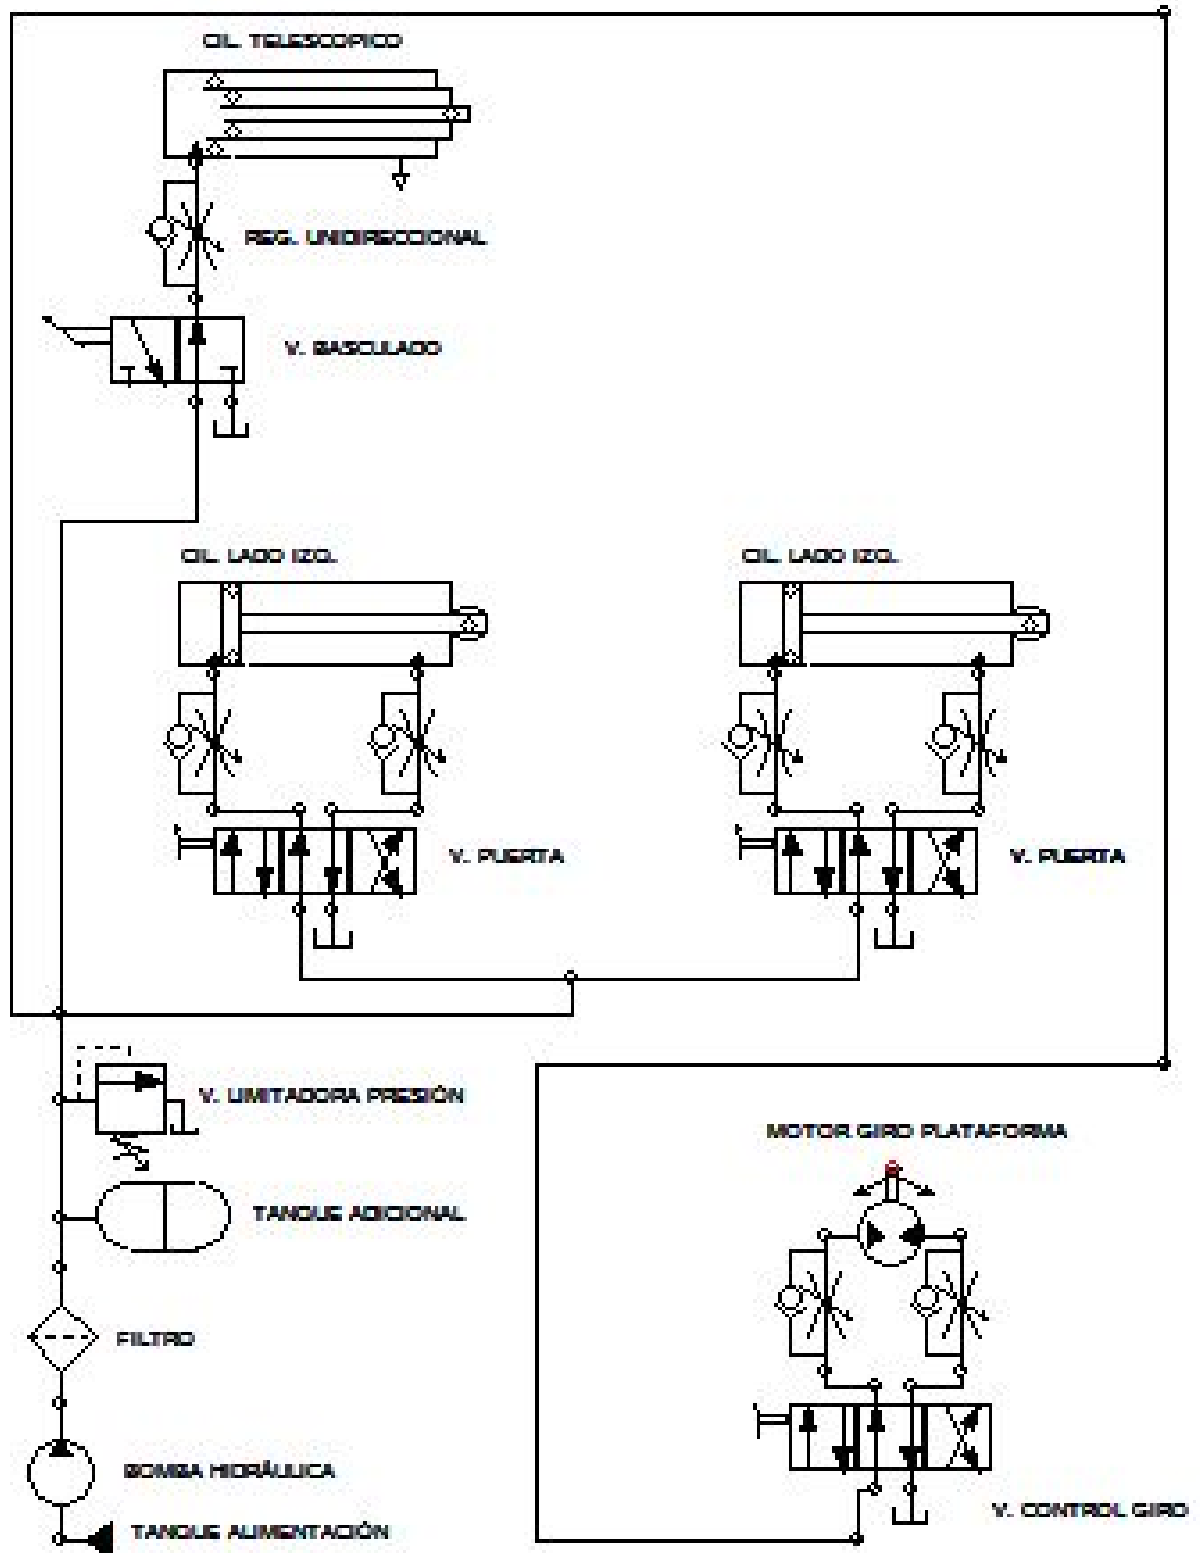 CIL. TELESCOPICO
REG. UNIDIRECCIONAL
V. BASCULADO
CIL. LADO IZQ.
CIL. LADO IZQ.
V. PUERTA
V. PUERTA
V. LIMITADORA PRESIÓN
MOTOR GIRO PLATAFORMA
TANQUE ADICIONAL
FILTRO
BOMBA HIDRÁULICA
V. CONTROL GIRO
TANQUE ALIMENTACIÓN